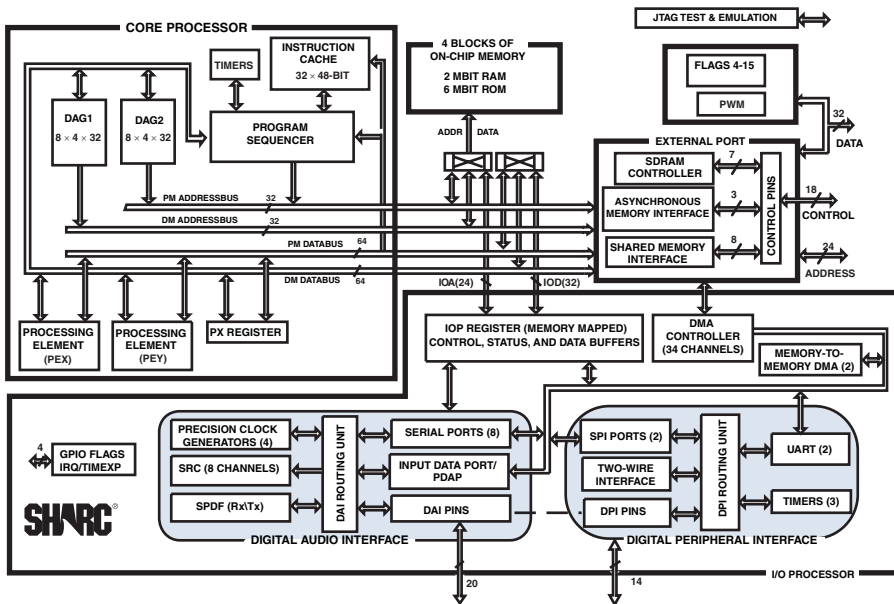 CORE PROCESSOR
TIMERS
INSTRUCTION
CACHE
32 × 48-BIT
DAG1
8 × 4 × 32
DAG2
8 × 4 × 32
PROGRAM
SEQUENCER
PM ADDRESSBUS
32
DM ADDRESSBUS
32
PM DATABUS
64
DM DATABUS
64
PROCESSING
ELEMENT
(PEX)
PROCESSING
ELEMENT
(PEY)
PX REGISTER
4 BLOCKS OF
ON-CHIP MEMORY
2 MBIT RAM
6 MBIT ROM
ADDR
DATA
IOA(24)
IOD(32)
JTAG TEST & EMULATION
FLAGS 4-15
PWM
32
DATA
EXTERNAL PORT
SDRAM
CONTROLLER
7
ASYNCHRONOUS
MEMORY INTERFACE
3
SHARED MEMORY
INTERFACE
8
CONTROL PINS
18
CONTROL
24
ADDRESS
IOP REGISTER (MEMORY MAPPED)
CONTROL, STATUS, AND DATA BUFFERS
DMA
CONTROLLER
(34 CHANNELS)
MEMORY-TO-
MEMORY DMA (2)
4
GPIO FLAGS
IRQ/TIMEXP
SHARC®
PRECISION CLOCK
GENERATORS (4)
SRC (8 CHANNELS)
SPDF (Rx\Tx)
DAI ROUTING UNIT
SERIAL PORTS (8)
INPUT DATA PORT/
PDAP
DAI PINS
DIGITAL AUDIO INTERFACE
20
SPI PORTS (2)
TWO-WIRE
INTERFACE
DPI PINS
DPI ROUTING UNIT
UART (2)
TIMERS (3)
DIGITAL PERIPHERAL INTERFACE
14
I/O PROCESSOR